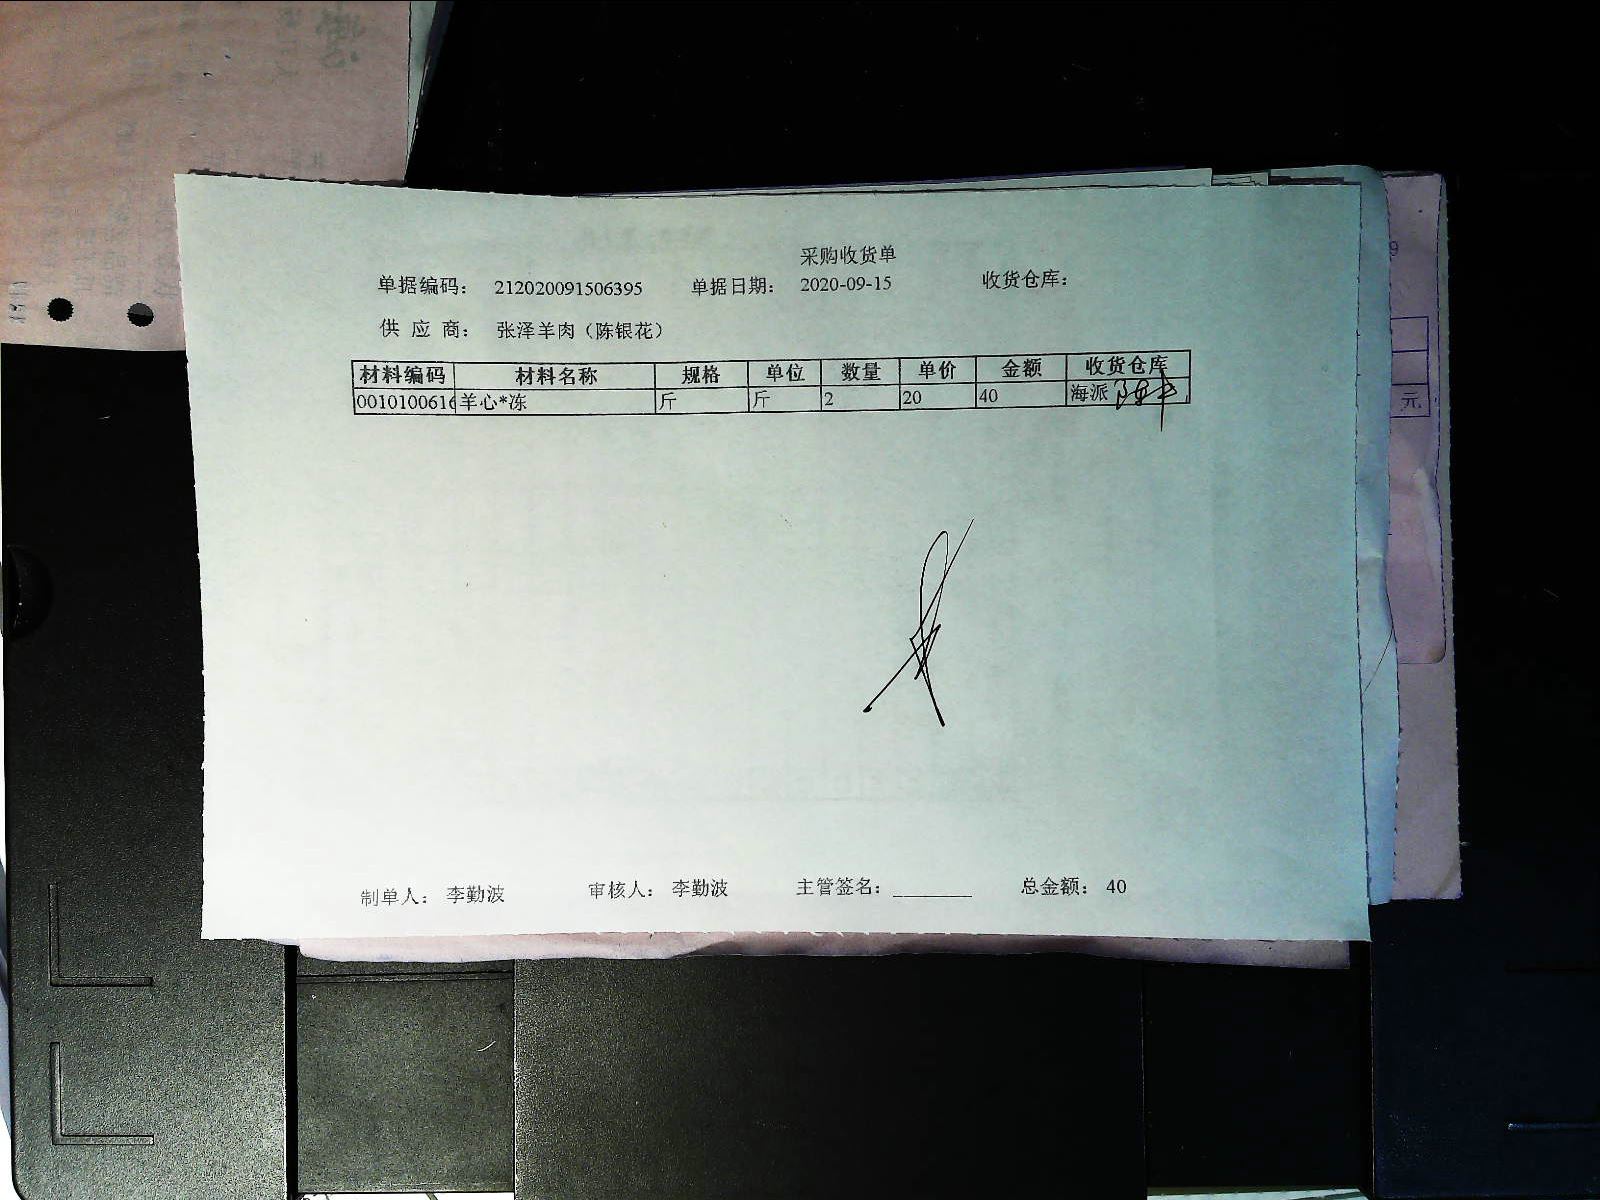 采购收货单
单据编码： 212020091506395 单据日期： 2020-09-15 收货仓库：
供 应 商： 张泽羊肉（陈银花）
材料编码 材料名称 规格 单位 数量 单价 金额 收货仓库
0010100616 羊心*冻 斤 斤 2 20 40 海派
元
制单人： 李勤波 审核人： 李勤波 主管签名：________ 总金额： 40